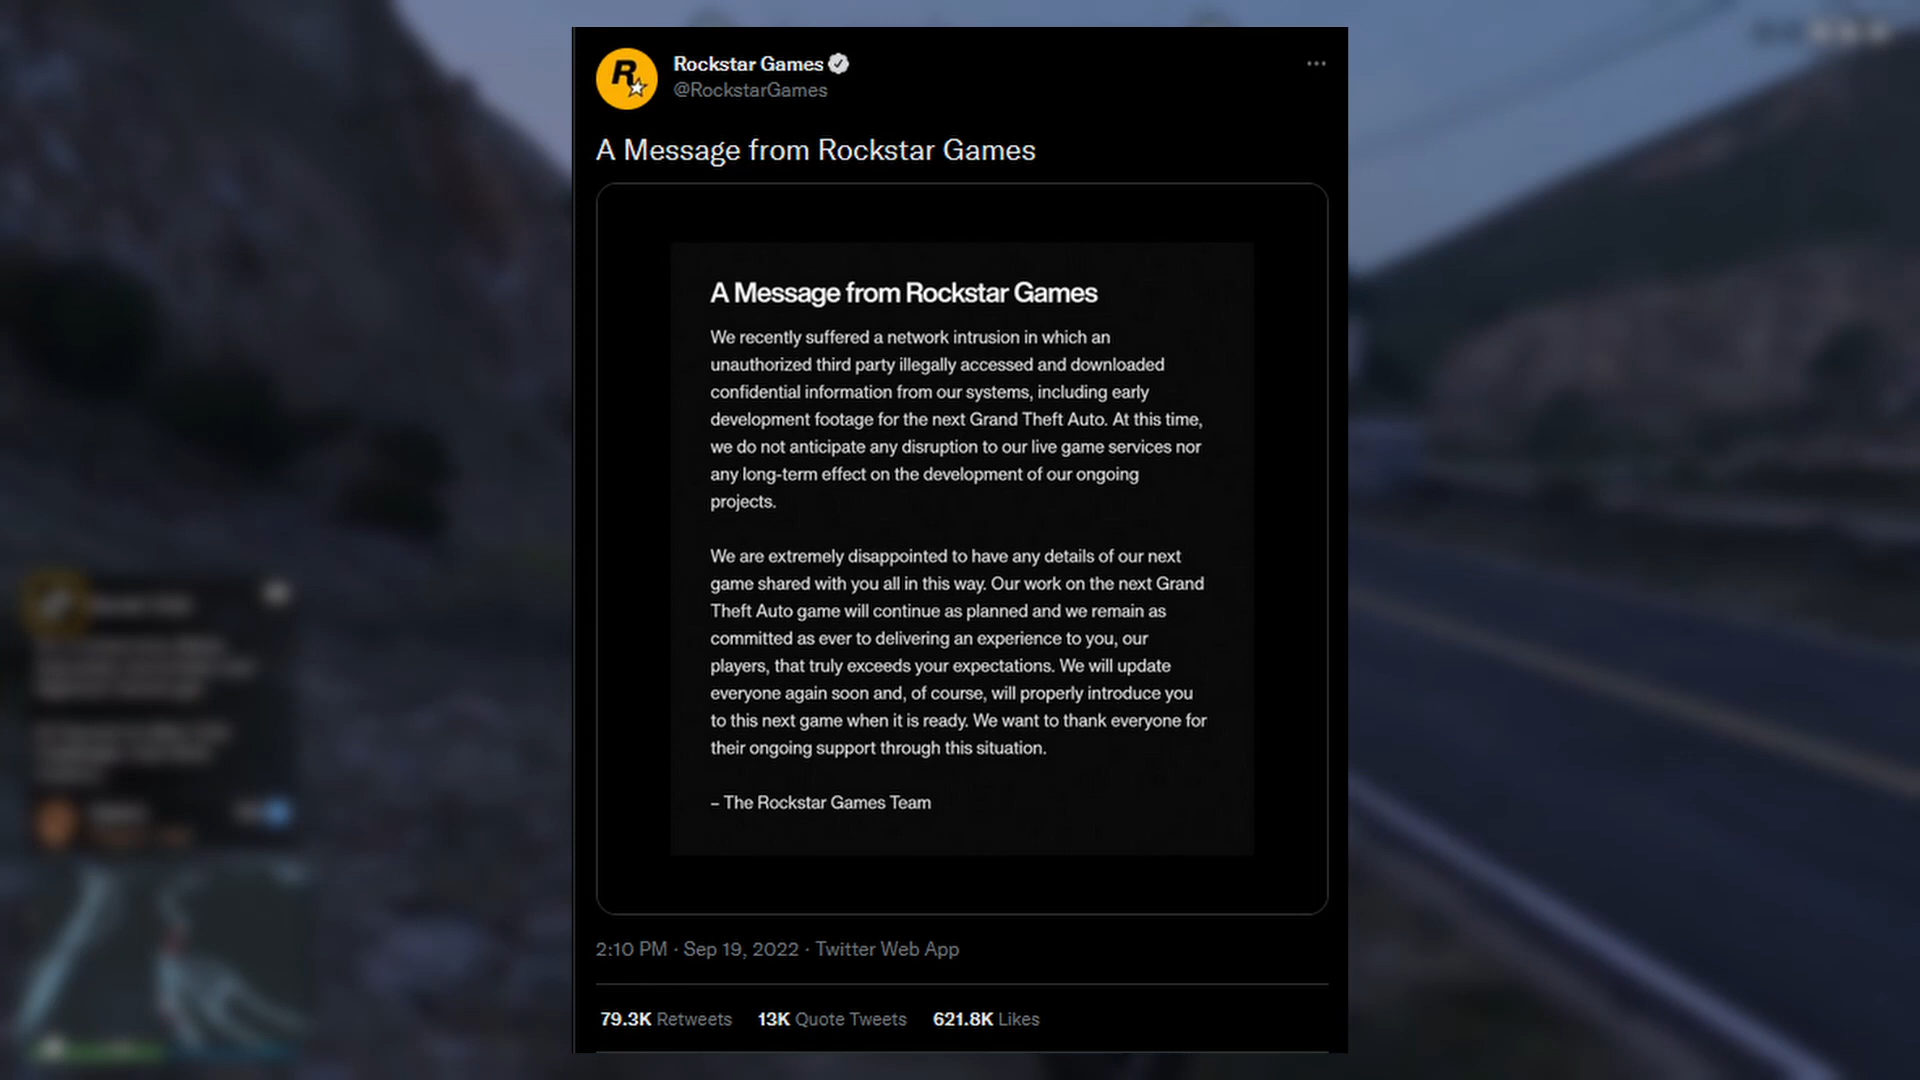 Rockstar Games
@RockstarGames
A Message from Rockstar Games
A Message from Rockstar Games
We recently suffered a network intrusion in which an
unauthorized third party illegally accessed and downloaded
confidential information from our systems, including early
development footage for the next Grand Theft Auto. At this time,
we do not anticipate any disruption to our live game services nor
any long-term effect on the development of our ongoing
projects.
We are extremely disappointed to have any details of our next
game shared with you all in this way. Our work on the next Grand
Theft Auto game will continue as planned and we remain as
committed as ever to delivering an experience to you, our
players, that truly exceeds your expectations. We will update
everyone again soon and, of course, will properly introduce you
to this next game when it is ready. We want to thank everyone for
their ongoing support through this situation.
– The Rockstar Games Team
2:10 PM · Sep 19, 2022 · Twitter Web App
79.3K Retweets 13K Quote Tweets 621.8K Likes